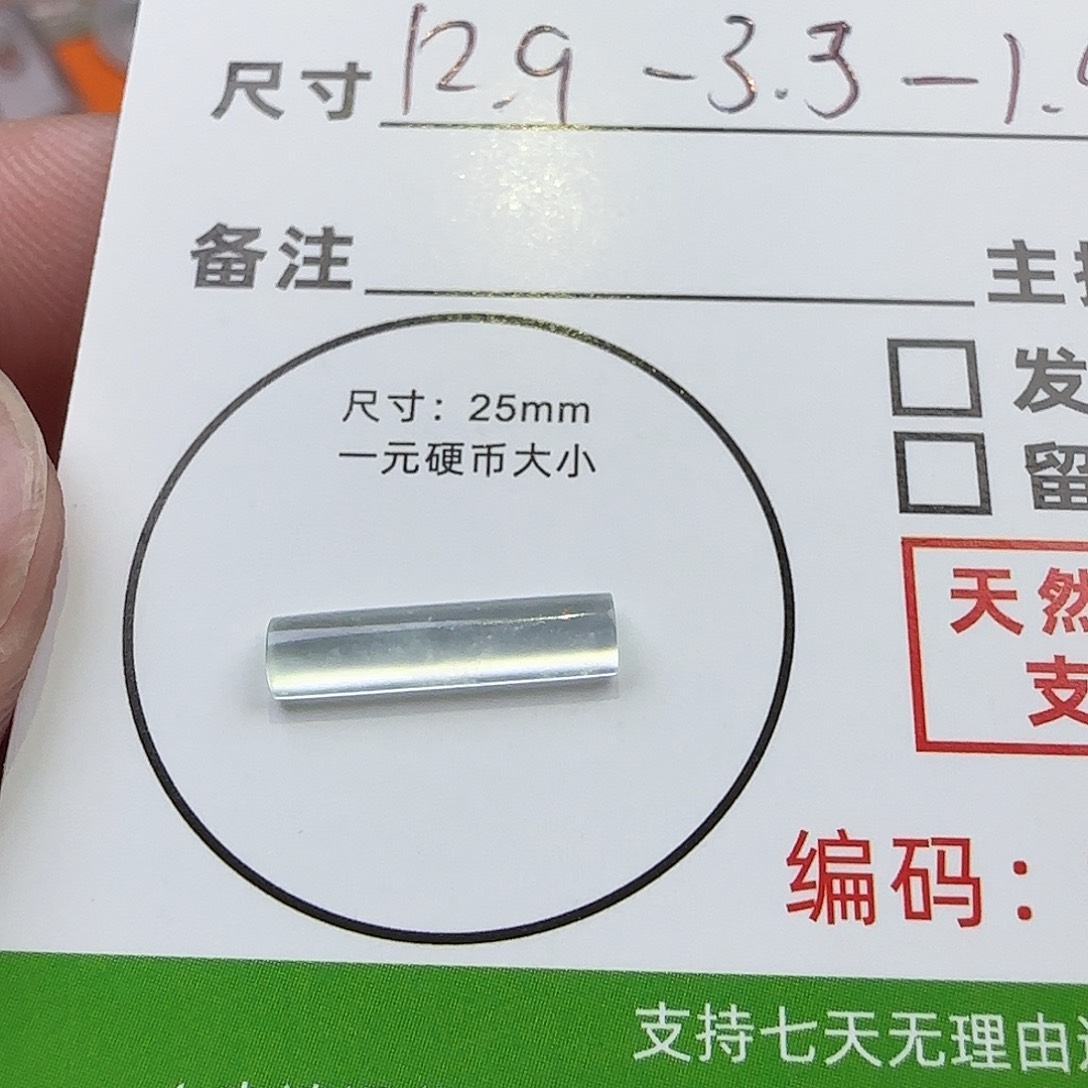 尺寸 12.9 - 3.3 - 1.
备注 主
尺寸：25mm
一元硬币大小
发
留
天然
支
编码：
支持七天无理由